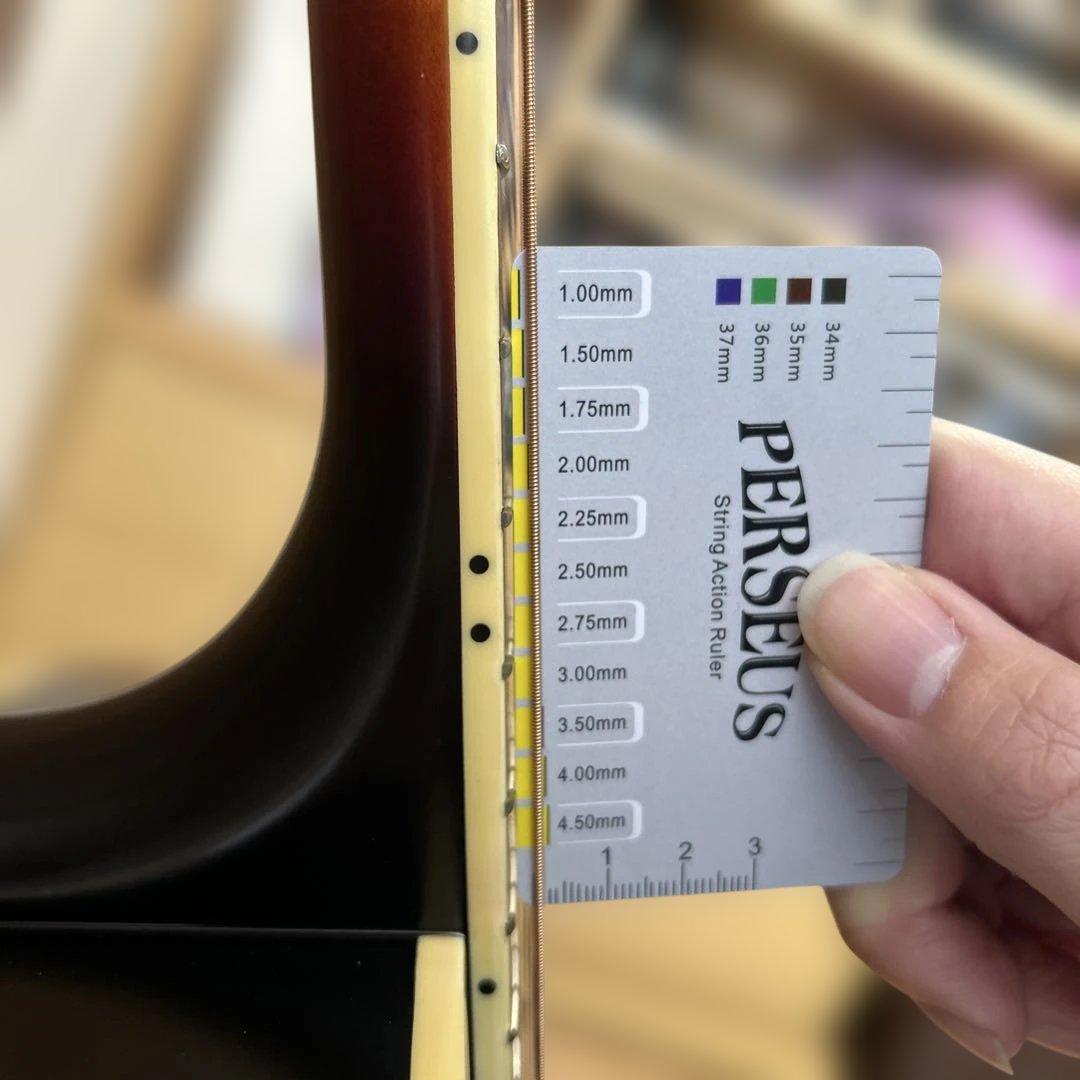 1.00mm
1.50mm
1.75mm
2.00mm
2.25mm
2.50mm
2.75mm
3.00mm
3.50mm
4.00mm
4.50mm
1 2 3
37mm
36mm
35mm
34mm
PERSEUS
String Action Ruler